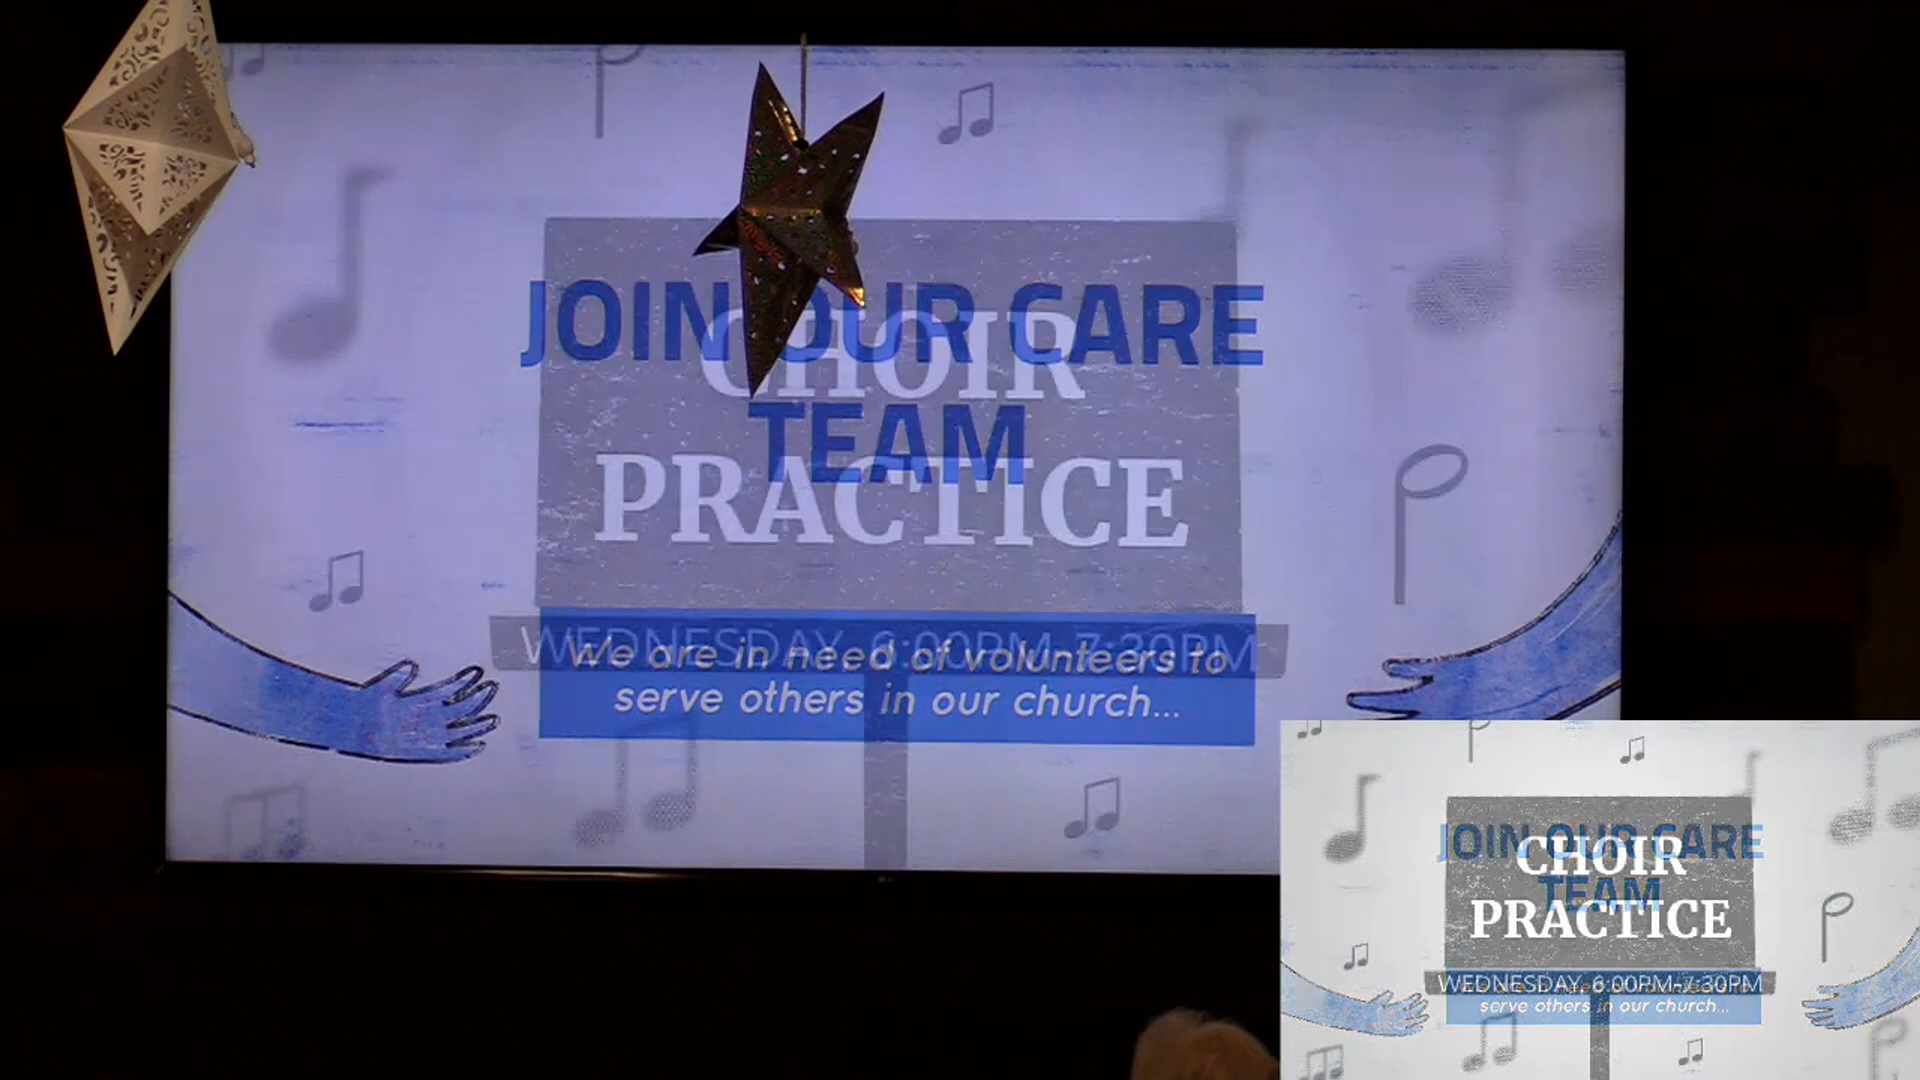 JOIN OUR CARE
CHOIR
TEAM
PRACTICE
WEDNESDAY, 6:00PM-7:30PM
We are in need of volunteers to
serve others in our church...
JOIN OUR CARE
CHOIR
TEAM
PRACTICE
WEDNESDAY, 6:00PM-7:30PM
serve others in our church...